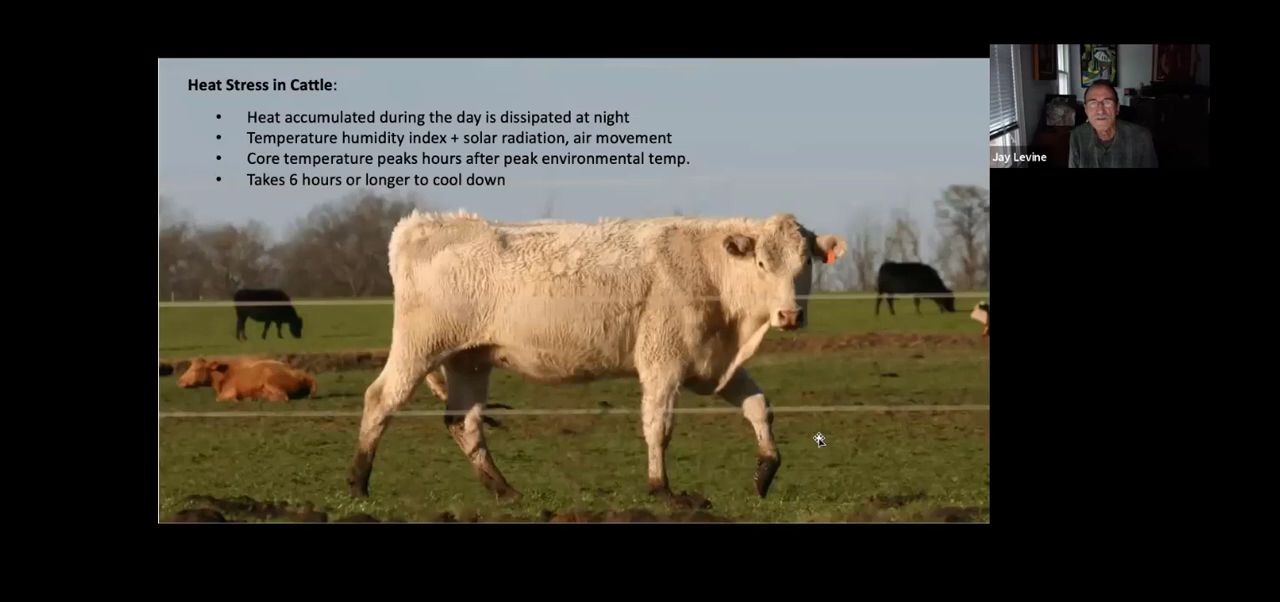 Heat Stress in Cattle:
• Heat accumulated during the day is dissipated at night
• Temperature humidity index + solar radiation, air movement
• Core temperature peaks hours after peak environmental temp.
• Takes 6 hours or longer to cool down
Jay Levine